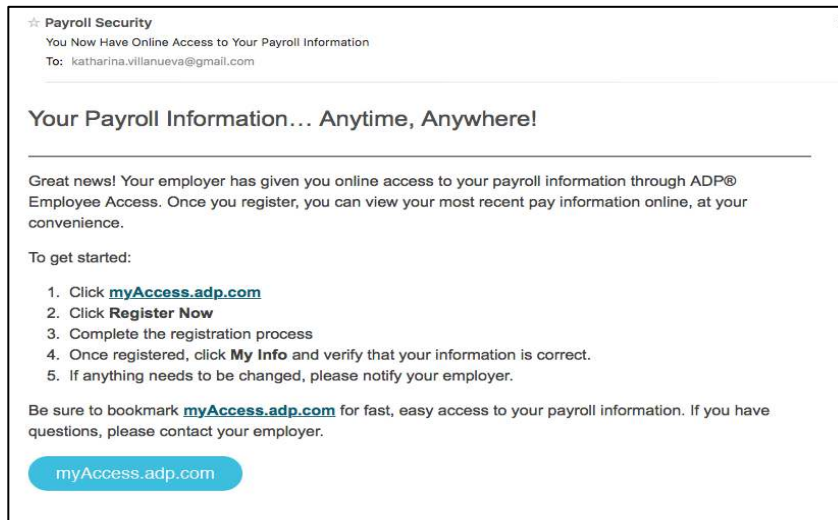 ☆ Payroll Security
You Now Have Online Access to Your Payroll Information
To: katharina.villanueva@gmail.com
Your Payroll Information... Anytime, Anywhere!
Great news! Your employer has given you online access to your payroll information through ADP®
Employee Access. Once you register, you can view your most recent pay information online, at your
convenience.
To get started:
1. Click myAccess.adp.com
2. Click Register Now
3. Complete the registration process
4. Once registered, click My Info and verify that your information is correct.
5. If anything needs to be changed, please notify your employer.
Be sure to bookmark myAccess.adp.com for fast, easy access to your payroll information. If you have
questions, please contact your employer.
myAccess.adp.com